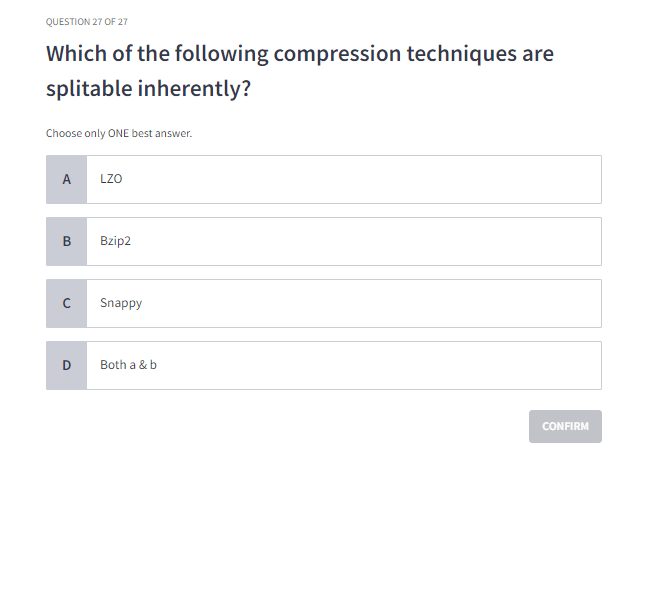 QUESTION 27 OF 27
Which of the following compression techniques are
splitable inherently?
Choose only ONE best answer.
A LZO
B Bzip2
C Snappy
D Both a & b
CONFIRM